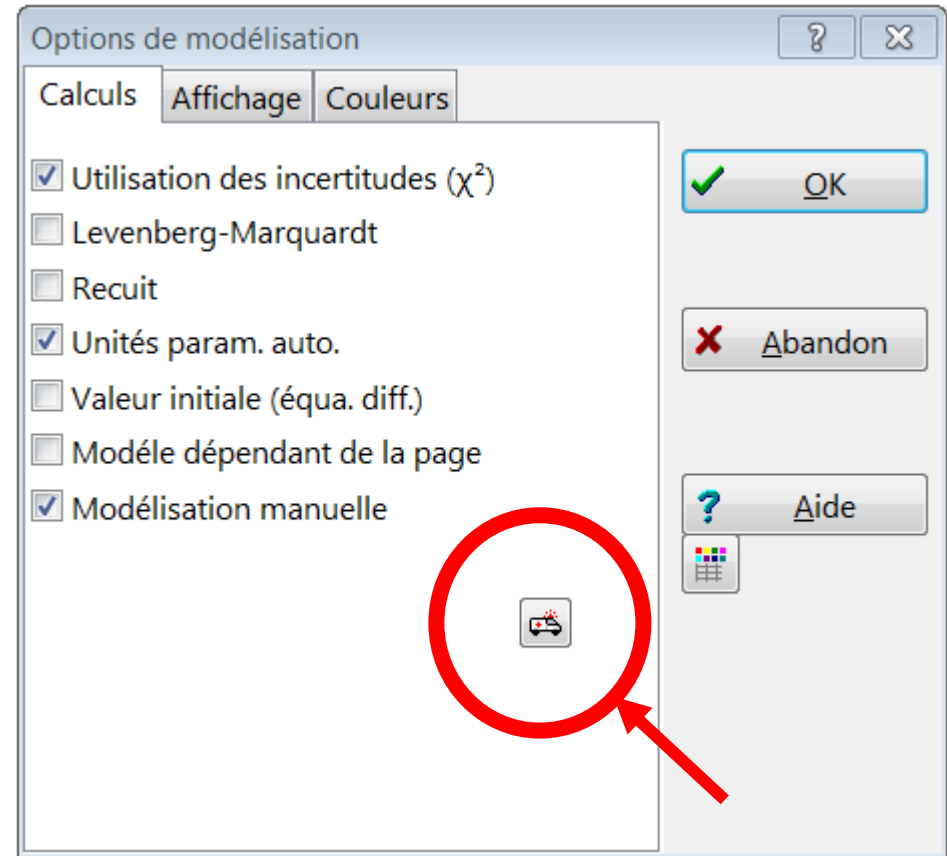 Options de modélisation
Calculs Affichage Couleurs
Utilisation des incertitudes (χ²)
Levenberg-Marquardt
Recuit
Unités param. auto.
Valeur initiale (équa. diff.)
Modéle dépendant de la page
Modélisation manuelle
OK
Abandon
? Aide